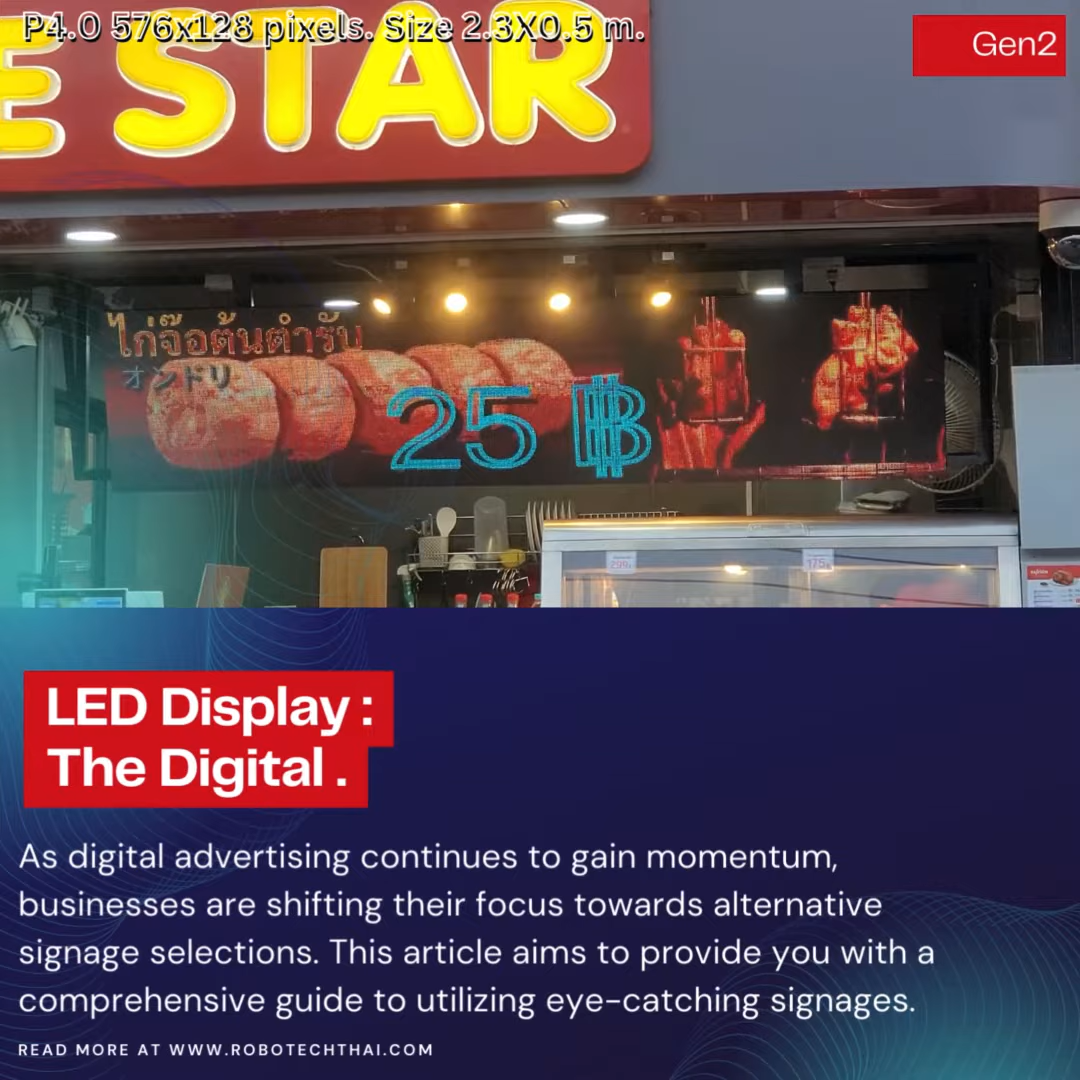 P4.0 576x128 pixels. Size 2.3X0.5 m.
Gen2
E STAR
ไก่จ๊อต้นตำรับ
オンドリ
25 ฿
299.-
175.-
LED Display :
The Digital .
As digital advertising continues to gain momentum,
businesses are shifting their focus towards alternative
signage selections. This article aims to provide you with a
comprehensive guide to utilizing eye-catching signages.
READ MORE AT WWW.ROBOTECHTHAI.COM